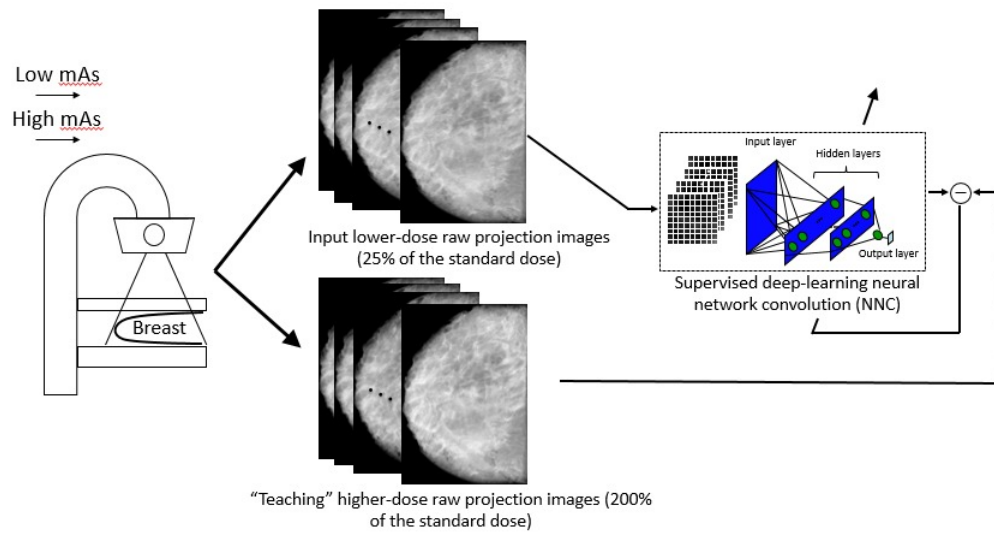 Low mAs
High mAs
Breast
Input lower-dose raw projection images
(25% of the standard dose)
Input layer
Hidden layers
Output layer
Supervised deep-learning neural
network convolution (NNC)
“Teaching” higher-dose raw projection images (200%
of the standard dose)